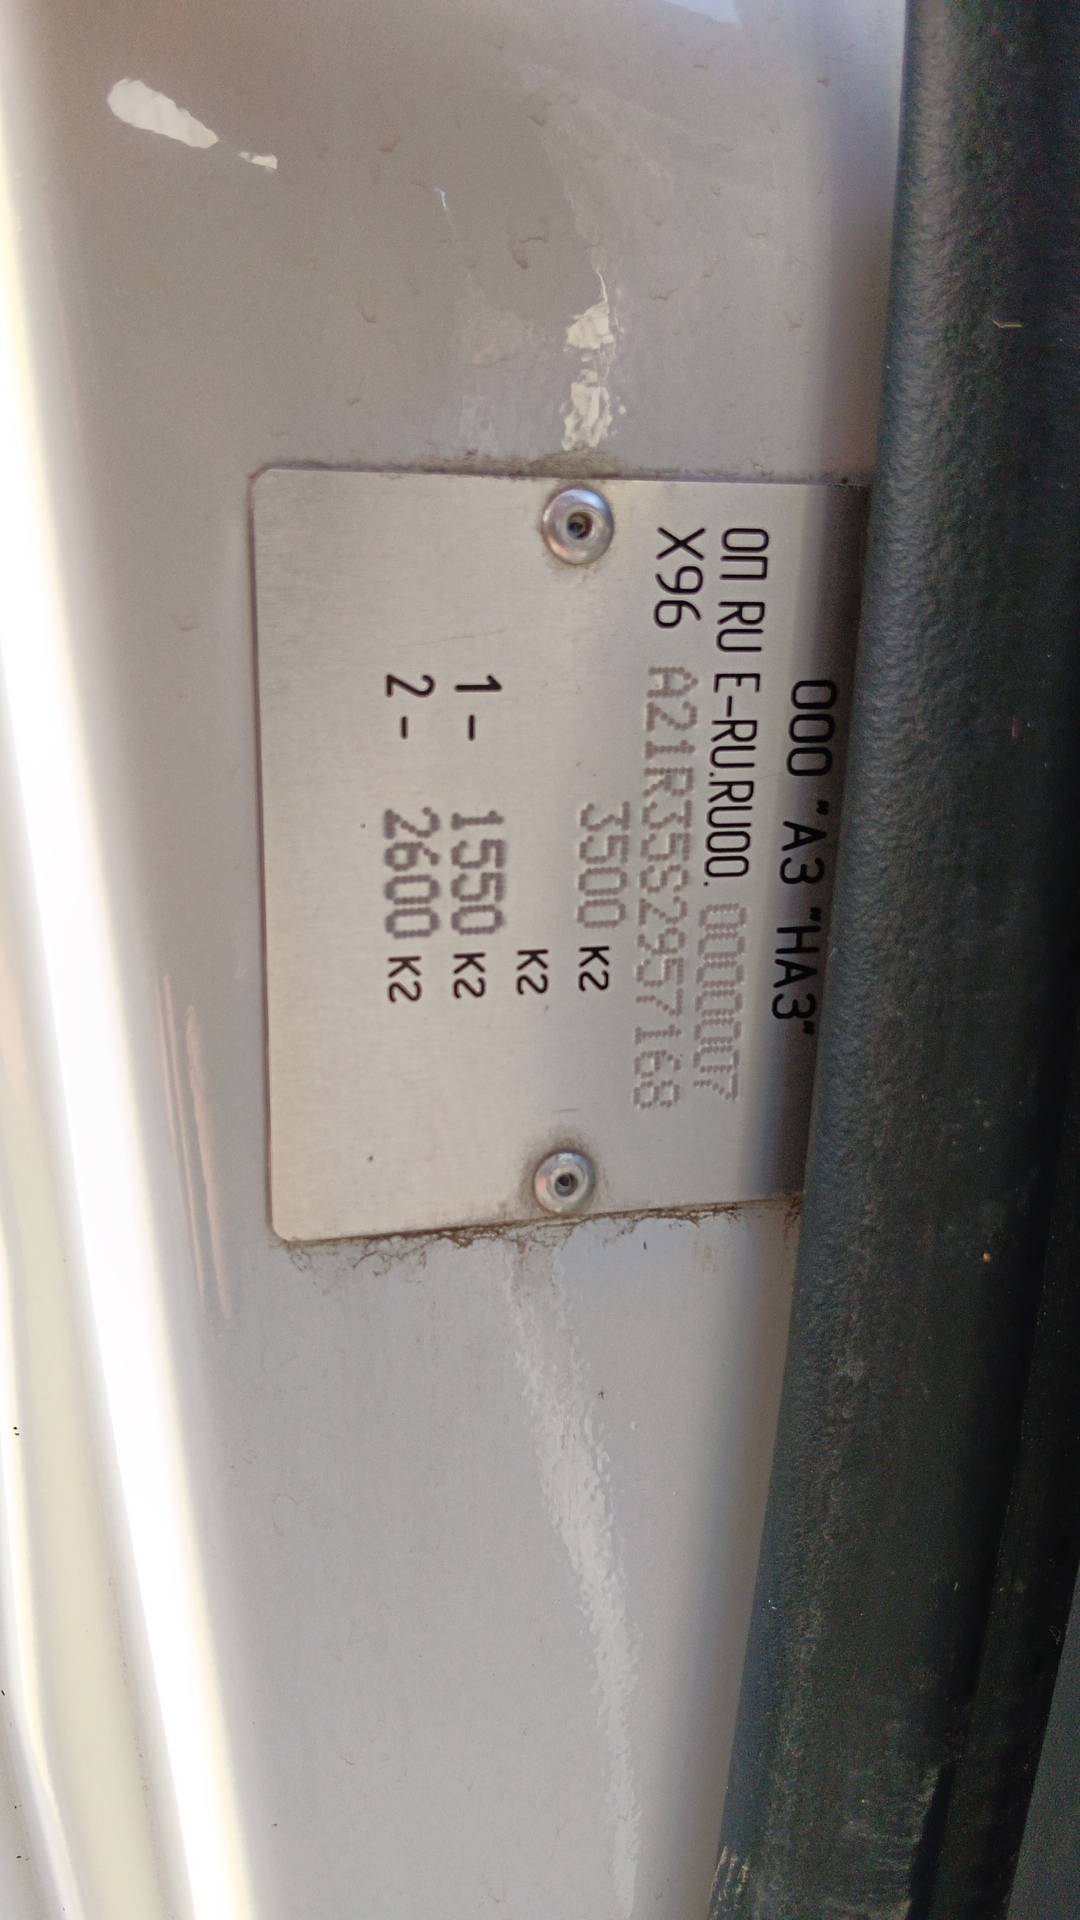 ООО "АЗ "НАЗ"
ОП RU E-RU.RU00. 0000007
X96 A21R35S2957168
3500 кг
кг
1 - 1550 кг
2 - 2600 кг